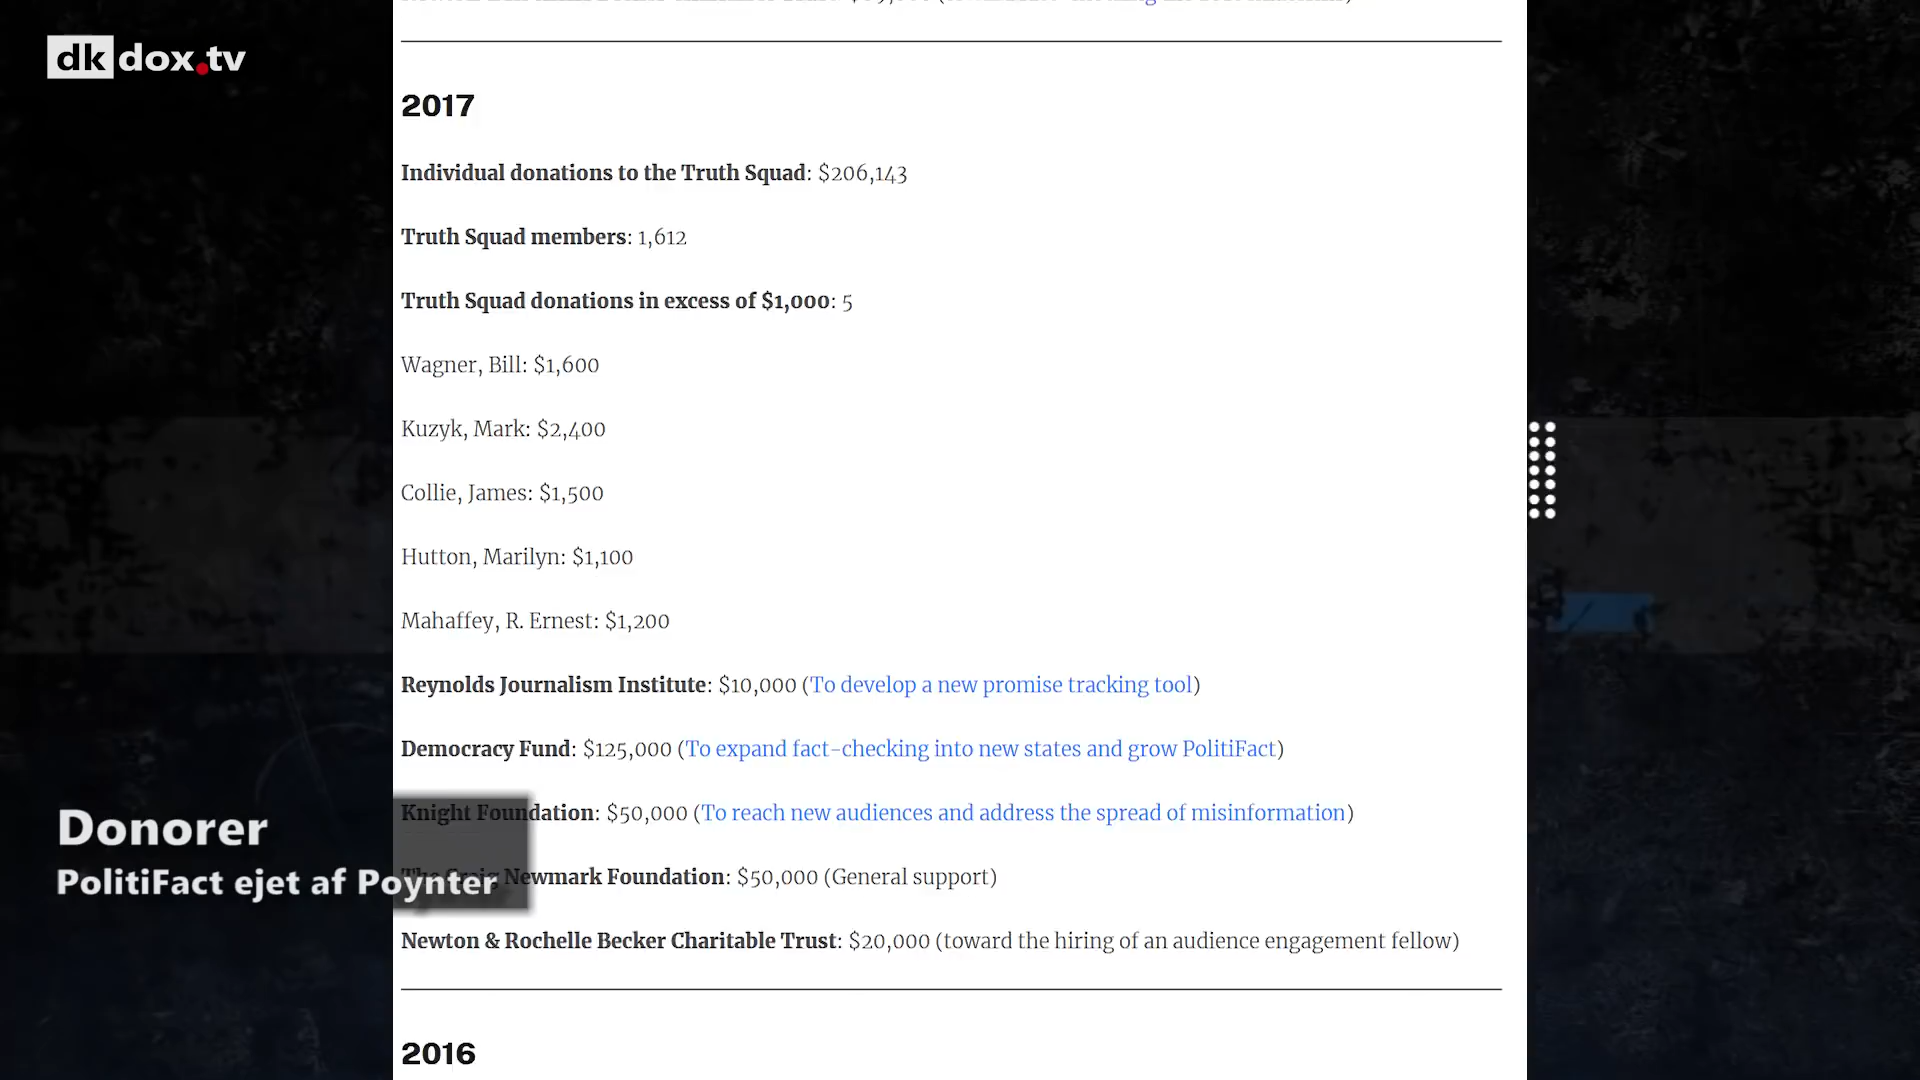 dkdox.tv
2017
Individual donations to the Truth Squad: $206,143
Truth Squad members: 1,612
Truth Squad donations in excess of $1,000: 5
Wagner, Bill: $1,600
Kuzyk, Mark: $2,400
Collie, James: $1,500
Hutton, Marilyn: $1,100
Mahaffey, R. Ernest: $1,200
Reynolds Journalism Institute: $10,000 (To develop a new promise tracking tool)
Democracy Fund: $125,000 (To expand fact-checking into new states and grow PolitiFact)
Knight Foundation: $50,000 (To reach new audiences and address the spread of misinformation)
The Craig Newmark Foundation: $50,000 (General support)
Newton & Rochelle Becker Charitable Trust: $20,000 (toward the hiring of an audience engagement fellow)
2016
Donorer
PolitiFact ejet af Poynter